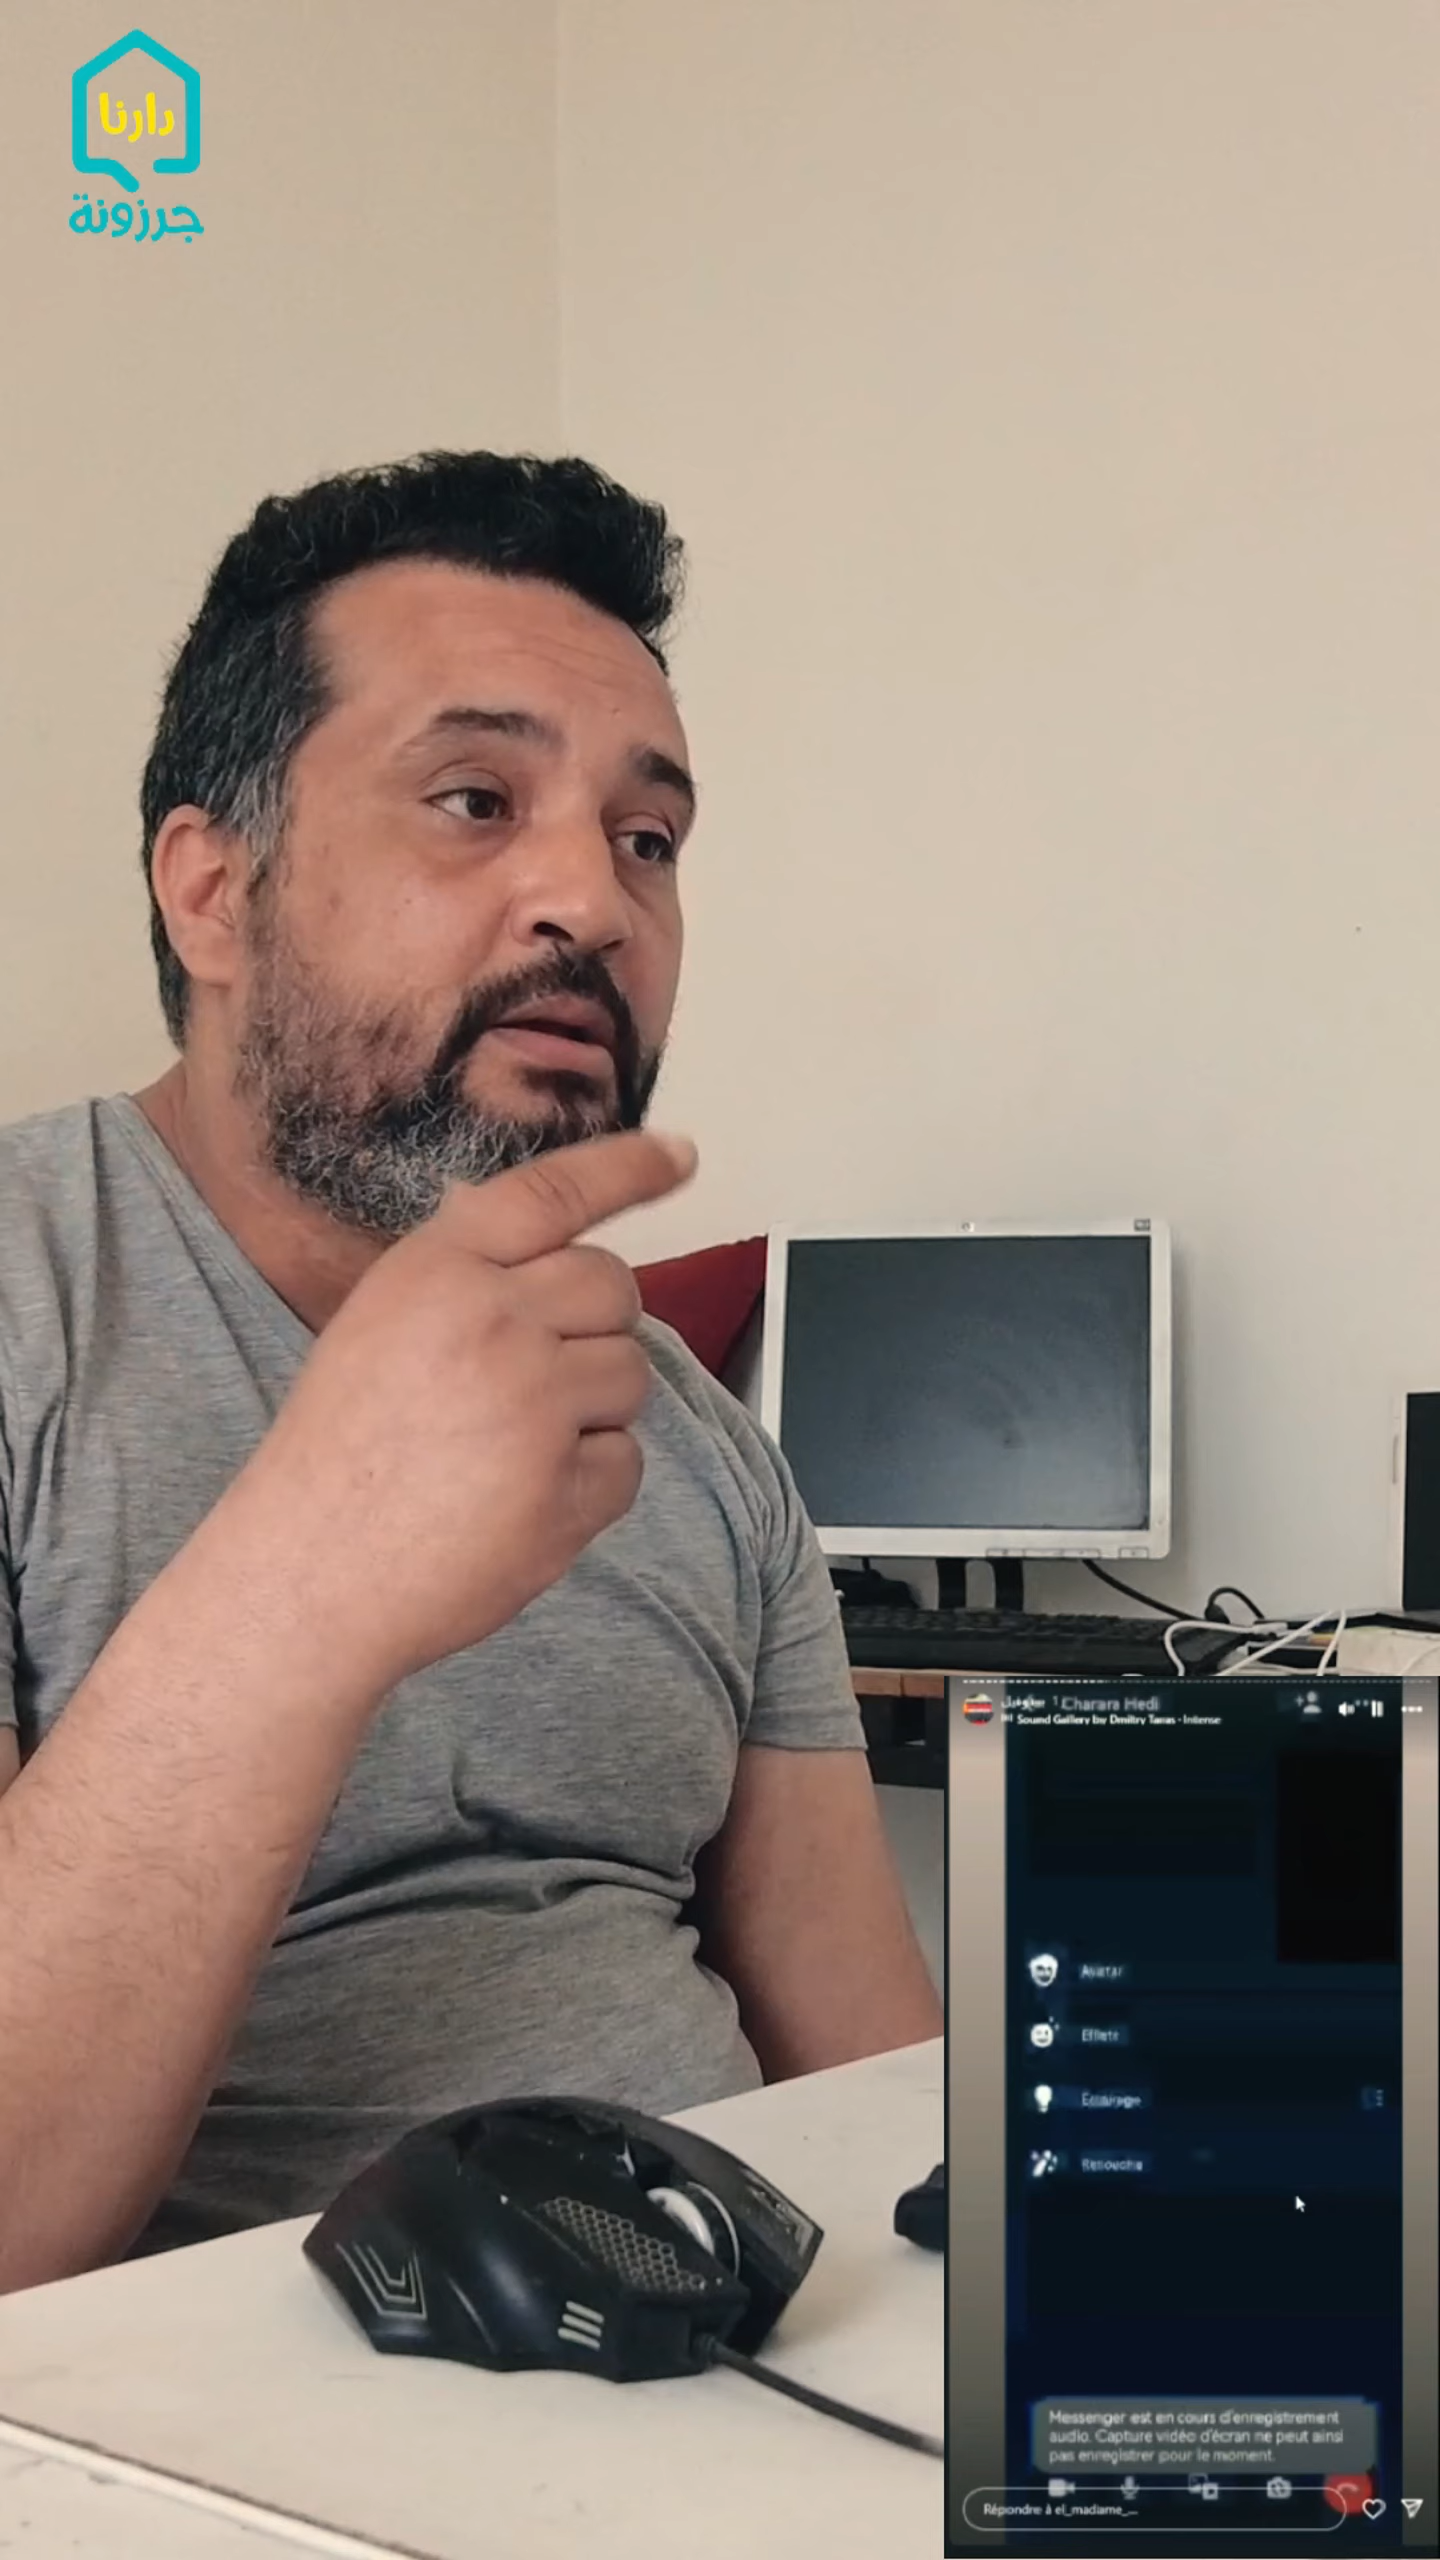 دارنا
جرزونة
Charara Hedi
Sound Gallery by Dmitry Taras · Intense
Avatar
Effets
Éclairage
Retouche
Messenger est en cours d'enregistrement
audio. Capture vidéo d'écran ne peut ainsi
pas enregistrer pour le moment.
Répondre à el_madame_...